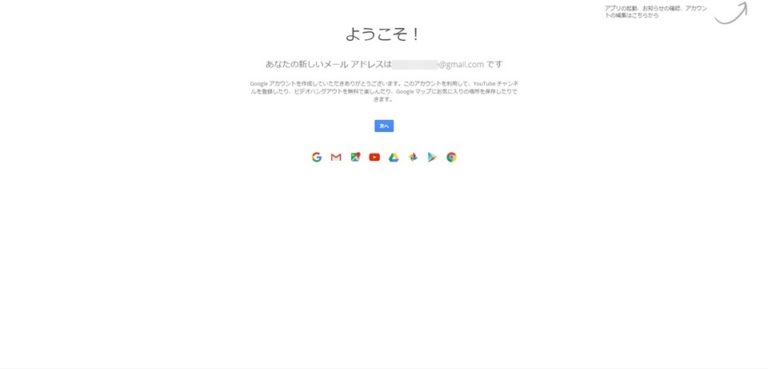 アプリの起動、お知らせの確認、アカウン
トの編集はこちらから
ようこそ！
あなたの新しいメール アドレスは@gmail.com です
Google アカウントを作成していただきありがとうございます。このアカウントを利用して、YouTube チャンネ
ルを登録したり、ビデオハングアウトを無料で楽しんだり、Google マップにお気に入りの場所を保存したりで
きます。
次へ